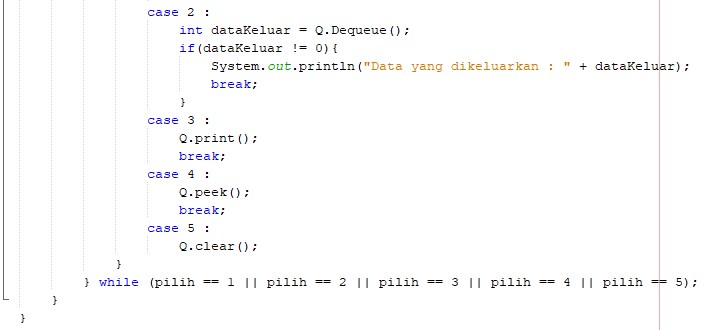 case 2 :
int dataKeluar = Q.Dequeue();
if(dataKeluar != 0){
System.out.println("Data yang dikeluarkan : " + dataKeluar);
break;
}
case 3 :
Q.print();
break;
case 4 :
Q.peek();
break;
case 5 :
Q.clear();
}
} while (pilih == 1 || pilih == 2 || pilih == 3 || pilih == 4 || pilih == 5);
}
}